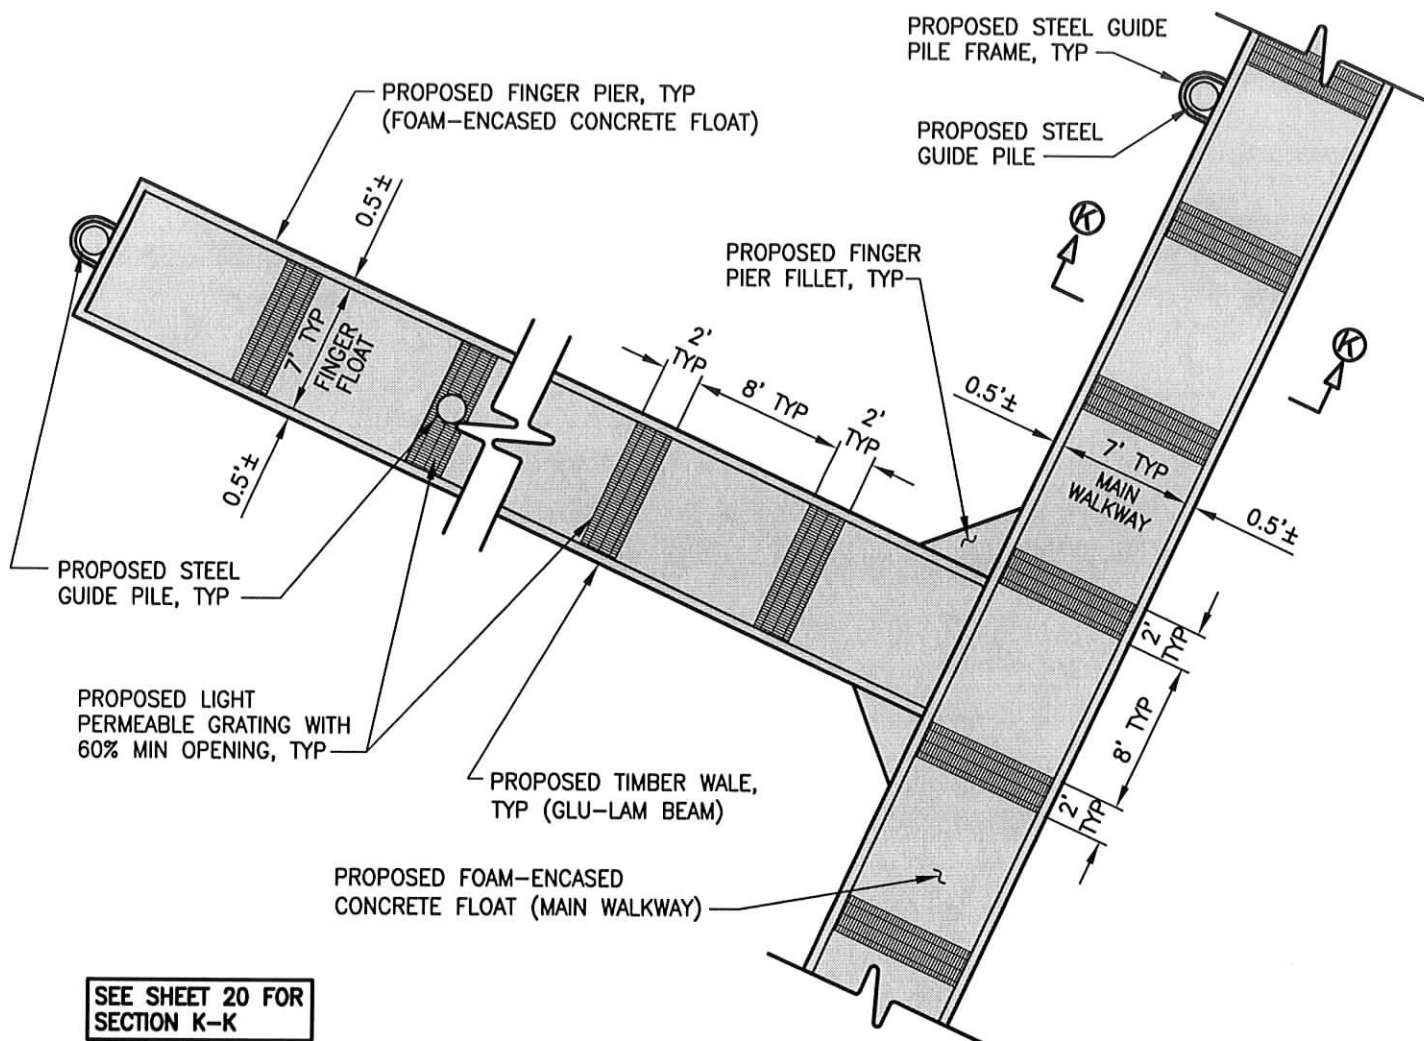 PROPOSED STEEL GUIDE
PILE FRAME, TYP
PROPOSED FINGER PIER, TYP
(FOAM-ENCASED CONCRETE FLOAT)
PROPOSED STEEL
GUIDE PILE
0.5'±
K
PROPOSED FINGER
PIER FILLET, TYP
K
7' TYP
FINGER
FLOAT
2'
TYP
8' TYP
2'
TYP
0.5'±
7' TYP
MAIN
WALKWAY
0.5'±
0.5'±
PROPOSED STEEL
GUIDE PILE, TYP
2'
TYP
8' TYP
2'
TYP
PROPOSED LIGHT
PERMEABLE GRATING WITH
60% MIN OPENING, TYP
PROPOSED TIMBER WALE,
TYP (GLU-LAM BEAM)
PROPOSED FOAM-ENCASED
CONCRETE FLOAT (MAIN WALKWAY)
SEE SHEET 20 FOR
SECTION K-K